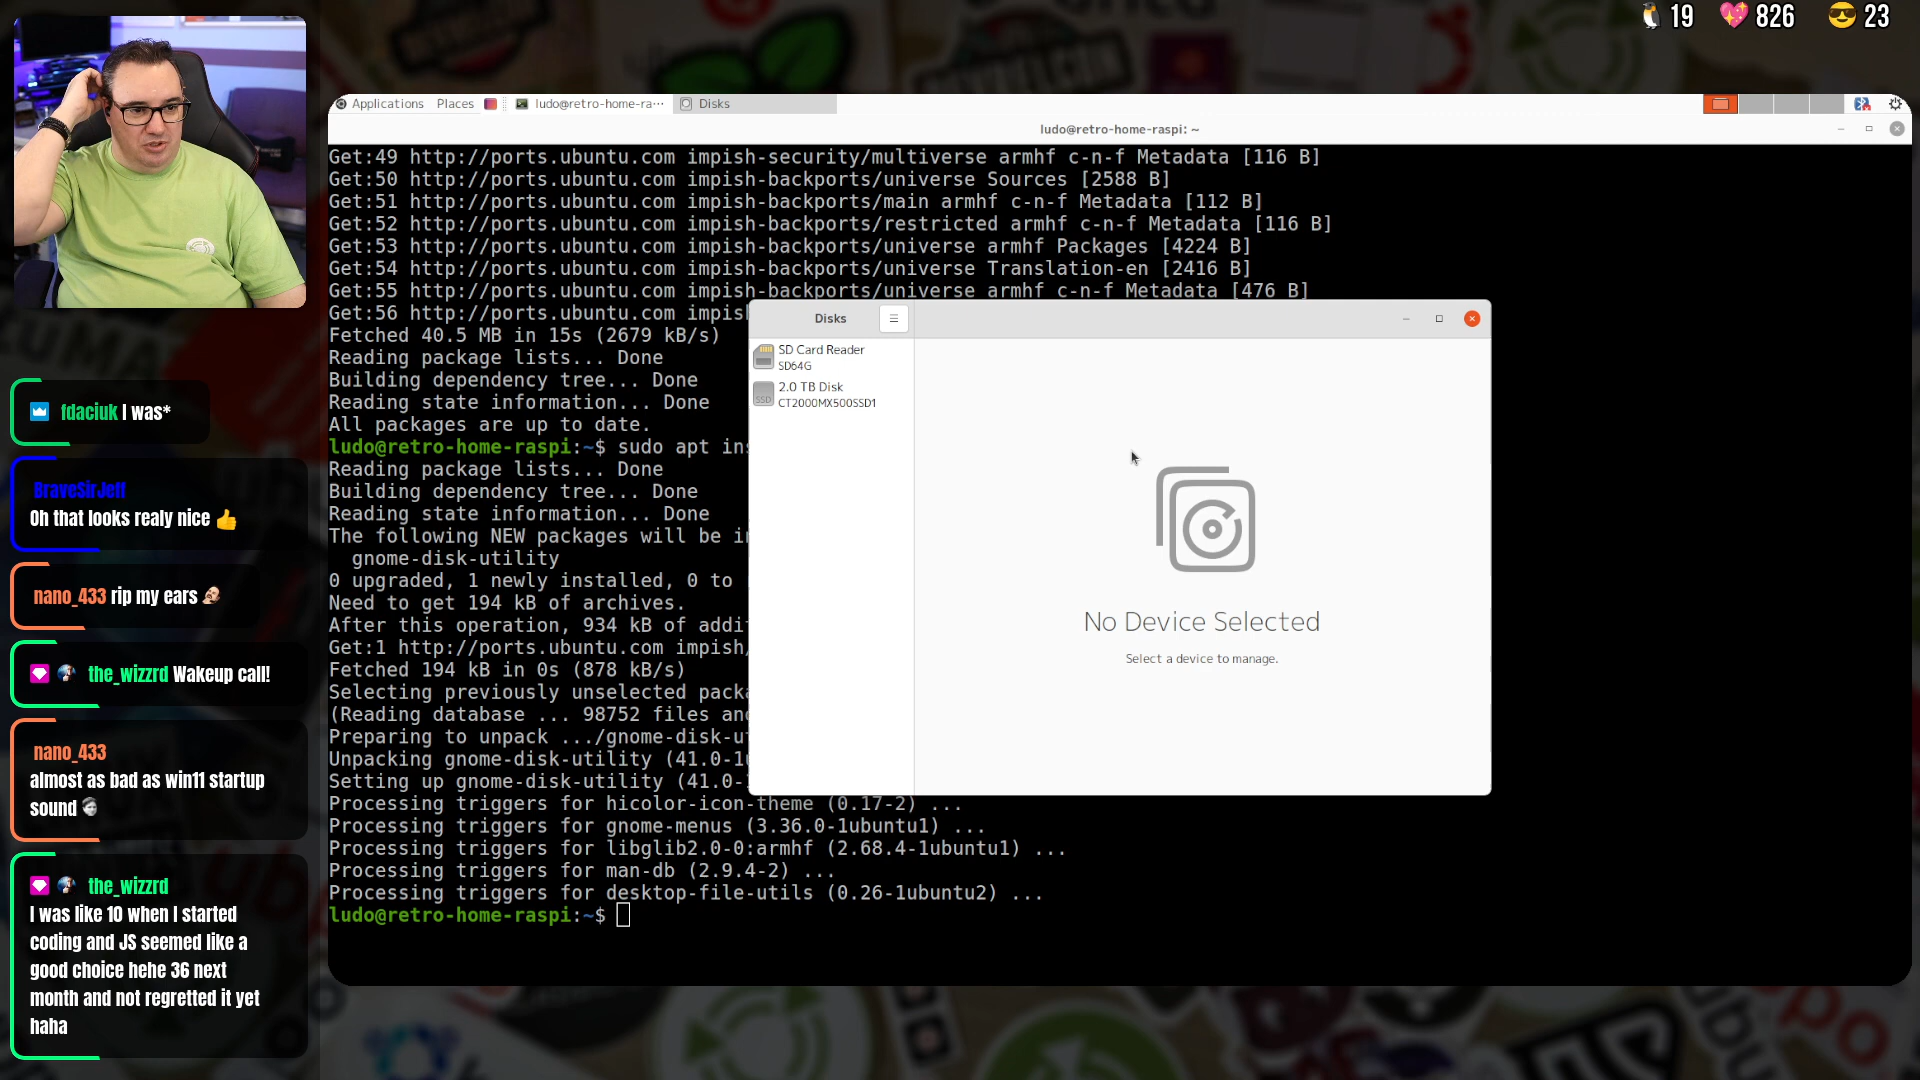 19 826 23
Applications Places ludo@retro-home-ra··· Disks
ludo@retro-home-raspi: ~
Get:49 http://ports.ubuntu.com impish-security/multiverse armhf c-n-f Metadata [116 B]
Get:50 http://ports.ubuntu.com impish-backports/universe Sources [2588 B]
Get:51 http://ports.ubuntu.com impish-backports/main armhf c-n-f Metadata [112 B]
Get:52 http://ports.ubuntu.com impish-backports/restricted armhf c-n-f Metadata [116 B]
Get:53 http://ports.ubuntu.com impish-backports/universe armhf Packages [4224 B]
Get:54 http://ports.ubuntu.com impish-backports/universe Translation-en [2416 B]
Get:55 http://ports.ubuntu.com impish-backports/universe armhf c-n-f Metadata [476 B]
Get:56 http://ports.ubuntu.com impis
Fetched 40.5 MB in 15s (2679 kB/s)
Reading package lists... Done
Building dependency tree... Done
Reading state information... Done
All packages are up to date.
ludo@retro-home-raspi:~$ sudo apt ins
Reading package lists... Done
Building dependency tree... Done
Reading state information... Done
The following NEW packages will be in
gnome-disk-utility
0 upgraded, 1 newly installed, 0 to
Need to get 194 kB of archives.
After this operation, 934 kB of addit
Get:1 http://ports.ubuntu.com impish/
Fetched 194 kB in 0s (878 kB/s)
Selecting previously unselected packa
(Reading database ... 98752 files and
Preparing to unpack .../gnome-disk-ut
Unpacking gnome-disk-utility (41.0-1u
Setting up gnome-disk-utility (41.0-1
Processing triggers for hicolor-icon-theme (0.17-2) ...
Processing triggers for gnome-menus (3.36.0-1ubuntu1) ...
Processing triggers for libglib2.0-0:armhf (2.68.4-1ubuntu1) ...
Processing triggers for man-db (2.9.4-2) ...
Processing triggers for desktop-file-utils (0.26-1ubuntu2) ...
ludo@retro-home-raspi:~$
Disks
SD Card Reader
SD64G
2.0 TB Disk
CT2000MX500SSD1
SSD
No Device Selected
Select a device to manage.
fdaciuk I was*
BraveSirJeff
Oh that looks realy nice 👍
nano_433 rip my ears
the_wizzrd Wakeup call!
nano_433
almost as bad as win11 startup
sound
the_wizzrd
I was like 10 when I started
coding and JS seemed like a
good choice hehe 36 next
month and not regretted it yet
haha